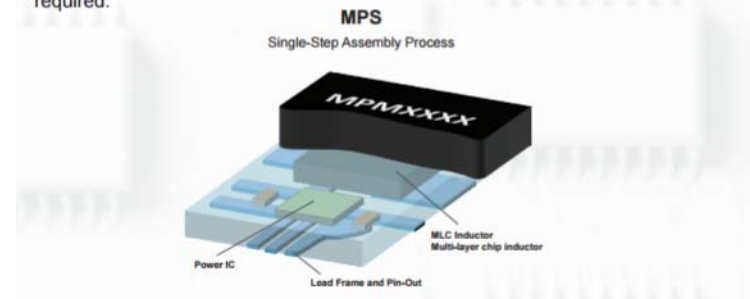 required.
MPS
Single-Step Assembly Process
MPMXXXX
MLC Inductor
Multi-layer chip inductor
Power IC
Lead Frame and Pin-Out